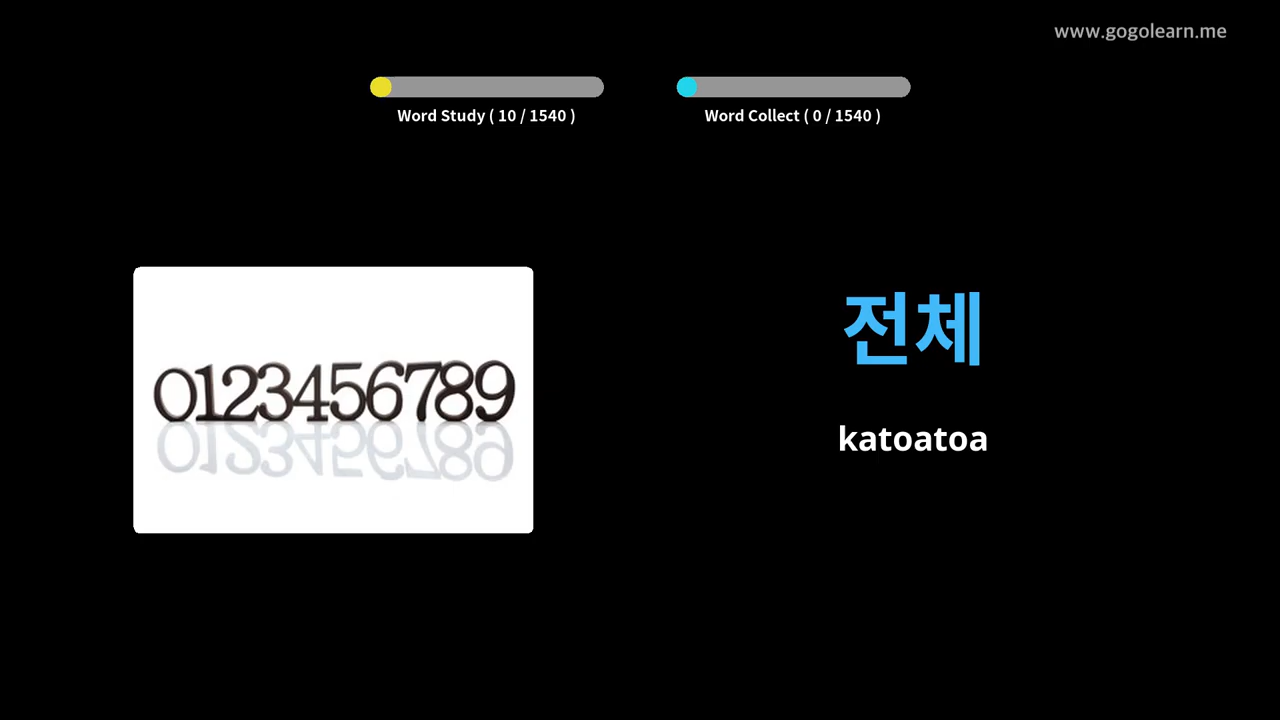 www.gogolearn.me
Word Study ( 10 / 1540 )
Word Collect ( 0 / 1540 )
0123456789
전체
katoatoa